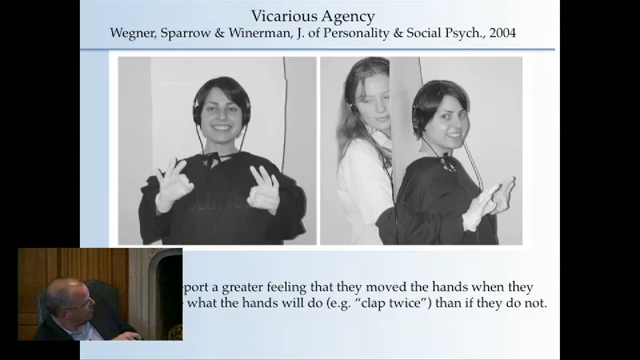 Vicarious Agency
Wegner, Sparrow & Winerman, J. of Personality & Social Psych., 2004
port a greater feeling that they moved the hands when they
what the hands will do (e.g. “clap twice”) than if they do not.